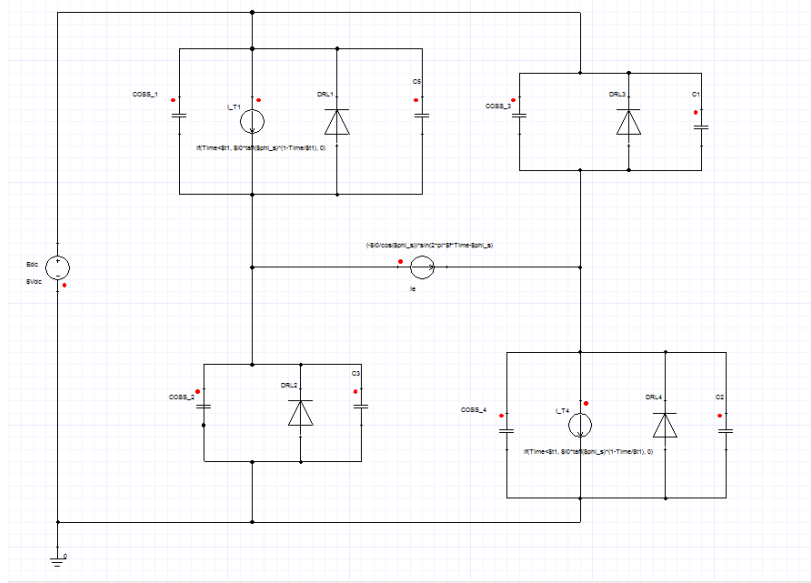 COSS_1
I_T1
DRL1
C5
COSS_3
DRL3
C1
if(Time<$t1, $I0*tan($phi_s)*(1-Time/$t1), 0)
(-$I0/cos($phi_s))*sin(2*pi*$f*Time-$phi_s)
Ie
Edc
$Vdc
COSS_2
DRL2
C3
COSS_4
I_T4
DRL4
C2
if(Time<$t1, $I0*tan($phi_s)*(1-Time/$t1), 0)
0